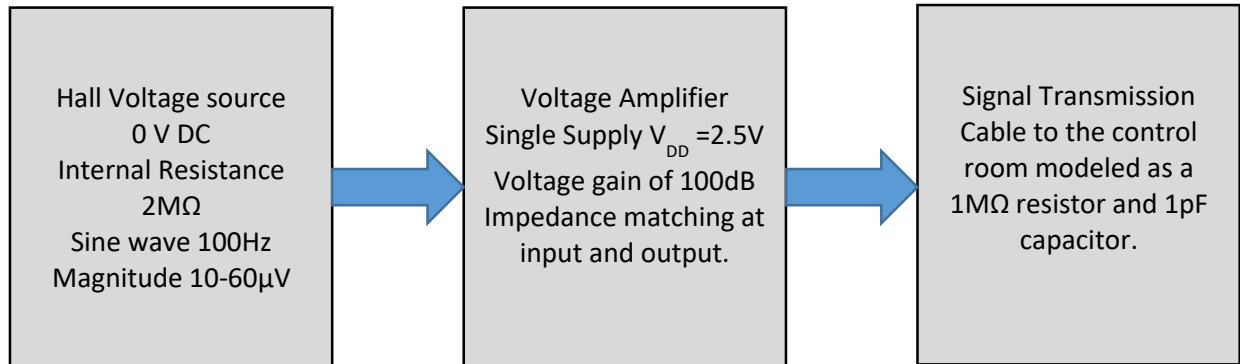 Hall Voltage source
0 V DC
Internal Resistance
2MΩ
Sine wave 100Hz
Magnitude 10-60µV
Voltage Amplifier
Single Supply V_DD =2.5V
Voltage gain of 100dB
Impedance matching at
input and output.
Signal Transmission
Cable to the control
room modeled as a
1MΩ resistor and 1pF
capacitor.